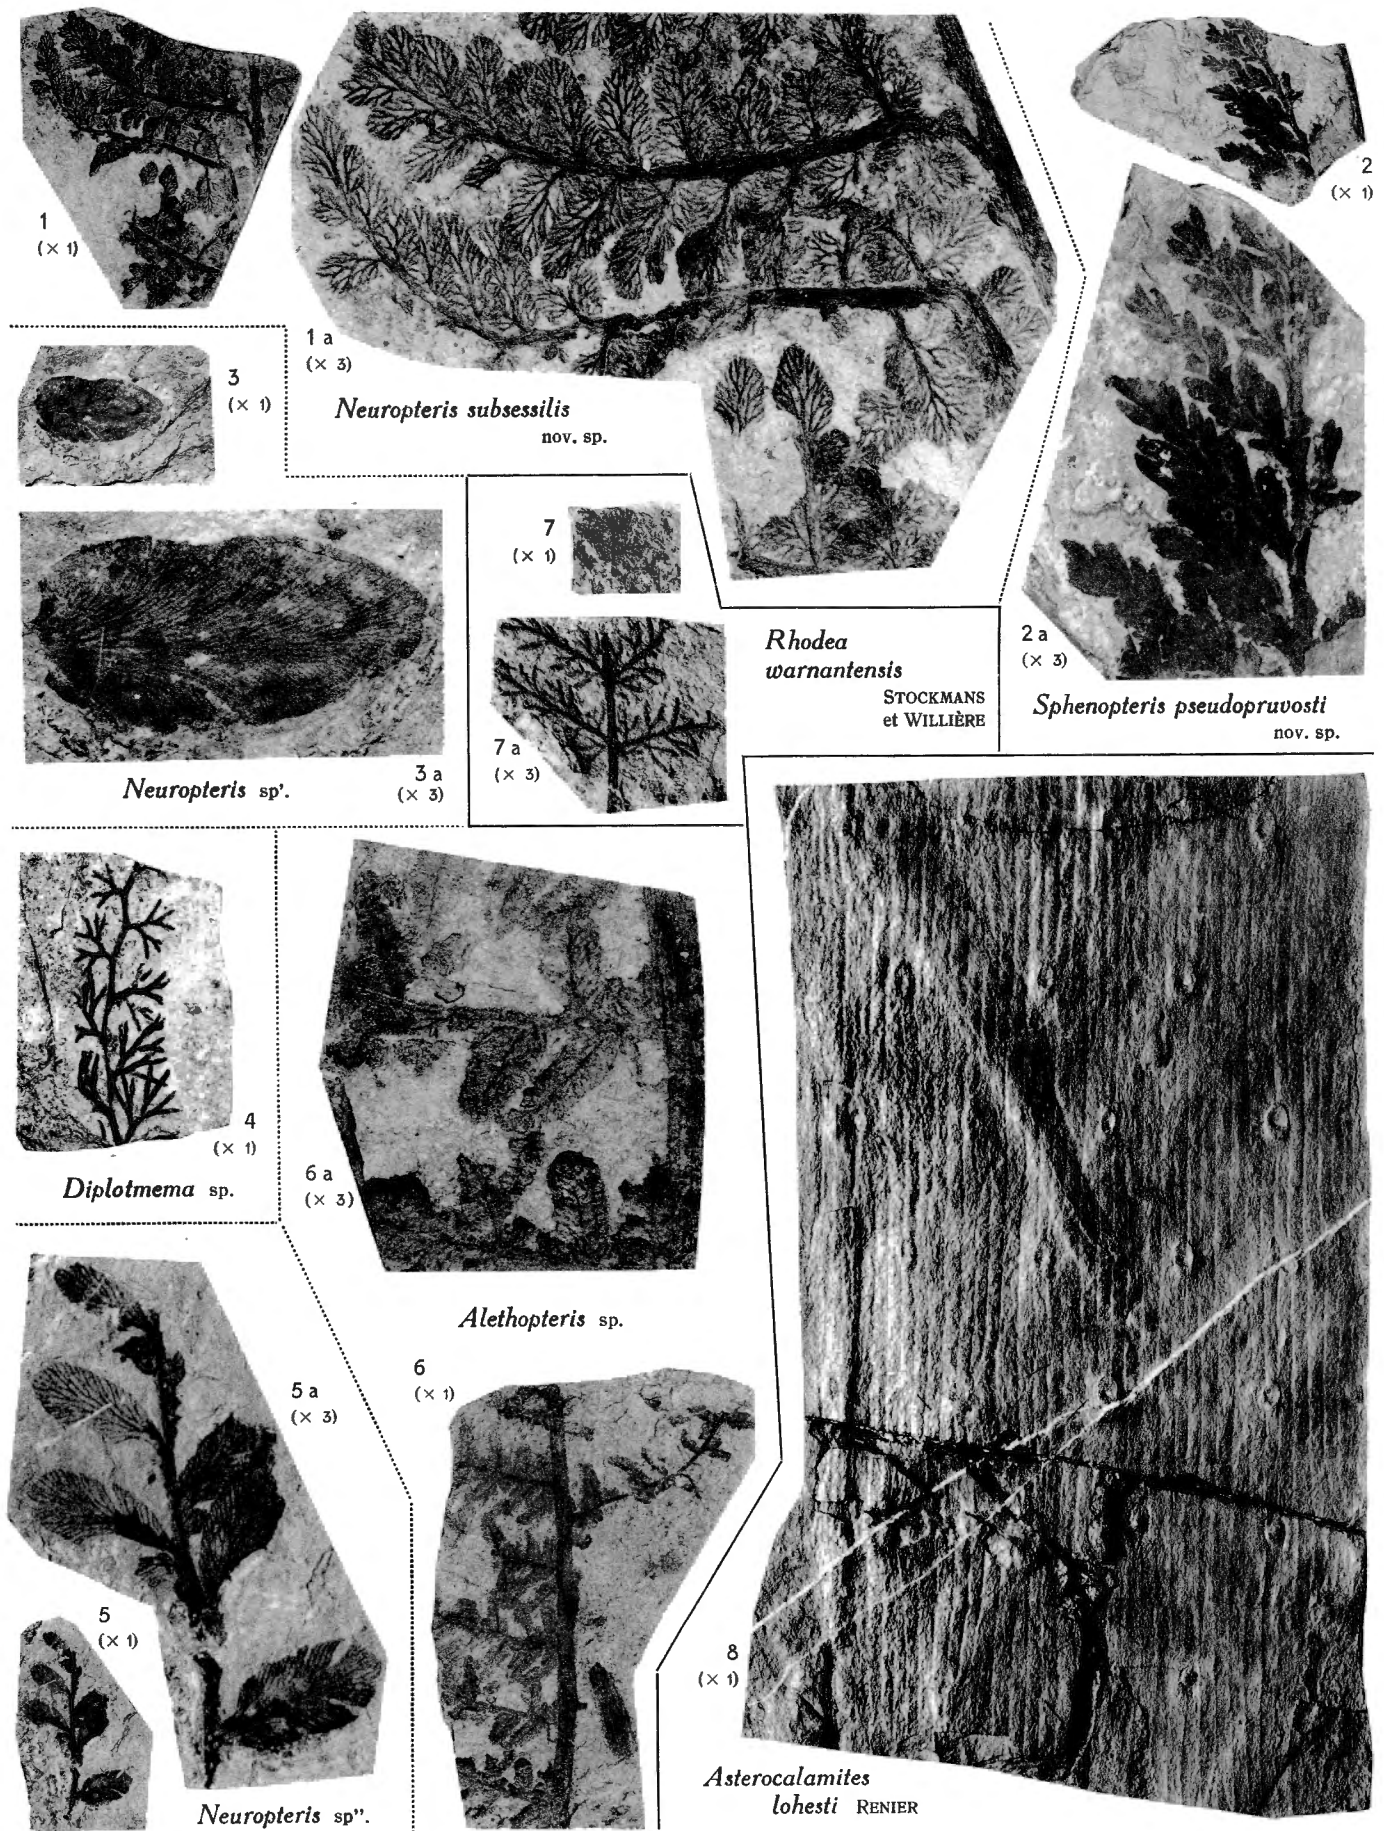 1
(× 1)
1 a
(× 3)
Neuropteris subsessilis
nov. sp.
2
(× 1)
2 a
(× 3)
Sphenopteris pseudopruvosti
nov. sp.
3
(× 1)
3 a
(× 3)
Neuropteris sp'.
7
(× 1)
7 a
(× 3)
Rhodea
warnantensis
STOCKMANS
et WILLIÈRE
4
(× 1)
Diplotmema sp.
6 a
(× 3)
Alethopteris sp.
6
(× 1)
5 a
(× 3)
5
(× 1)
Neuropteris sp".
8
(× 1)
Asterocalamites
lohesti RENIER